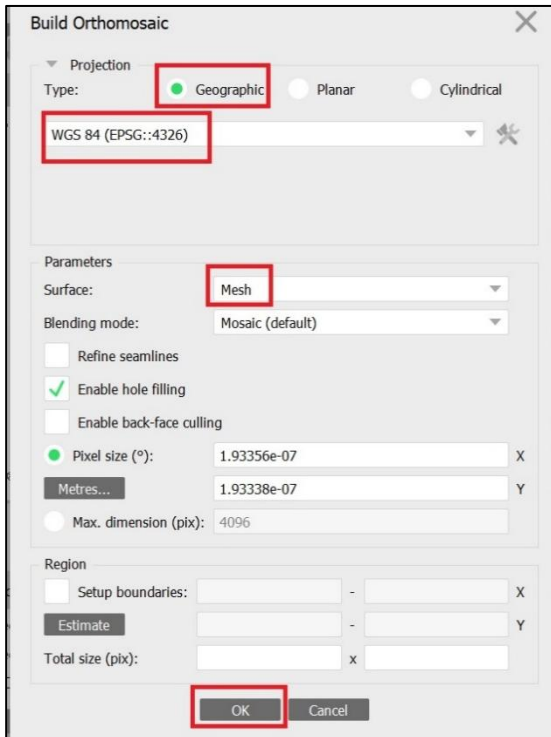 Build Orthomosaic
Projection
Type: Geographic Planar Cylindrical
WGS 84 (EPSG::4326)
Parameters
Surface: Mesh
Blending mode: Mosaic (default)
Refine seamlines
Enable hole filling
Enable back-face culling
Pixel size (°): 1.93356e-07 X
Metres... 1.93338e-07 Y
Max. dimension (pix): 4096
Region
Setup boundaries: - X
Estimate - Y
Total size (pix): x
OK Cancel